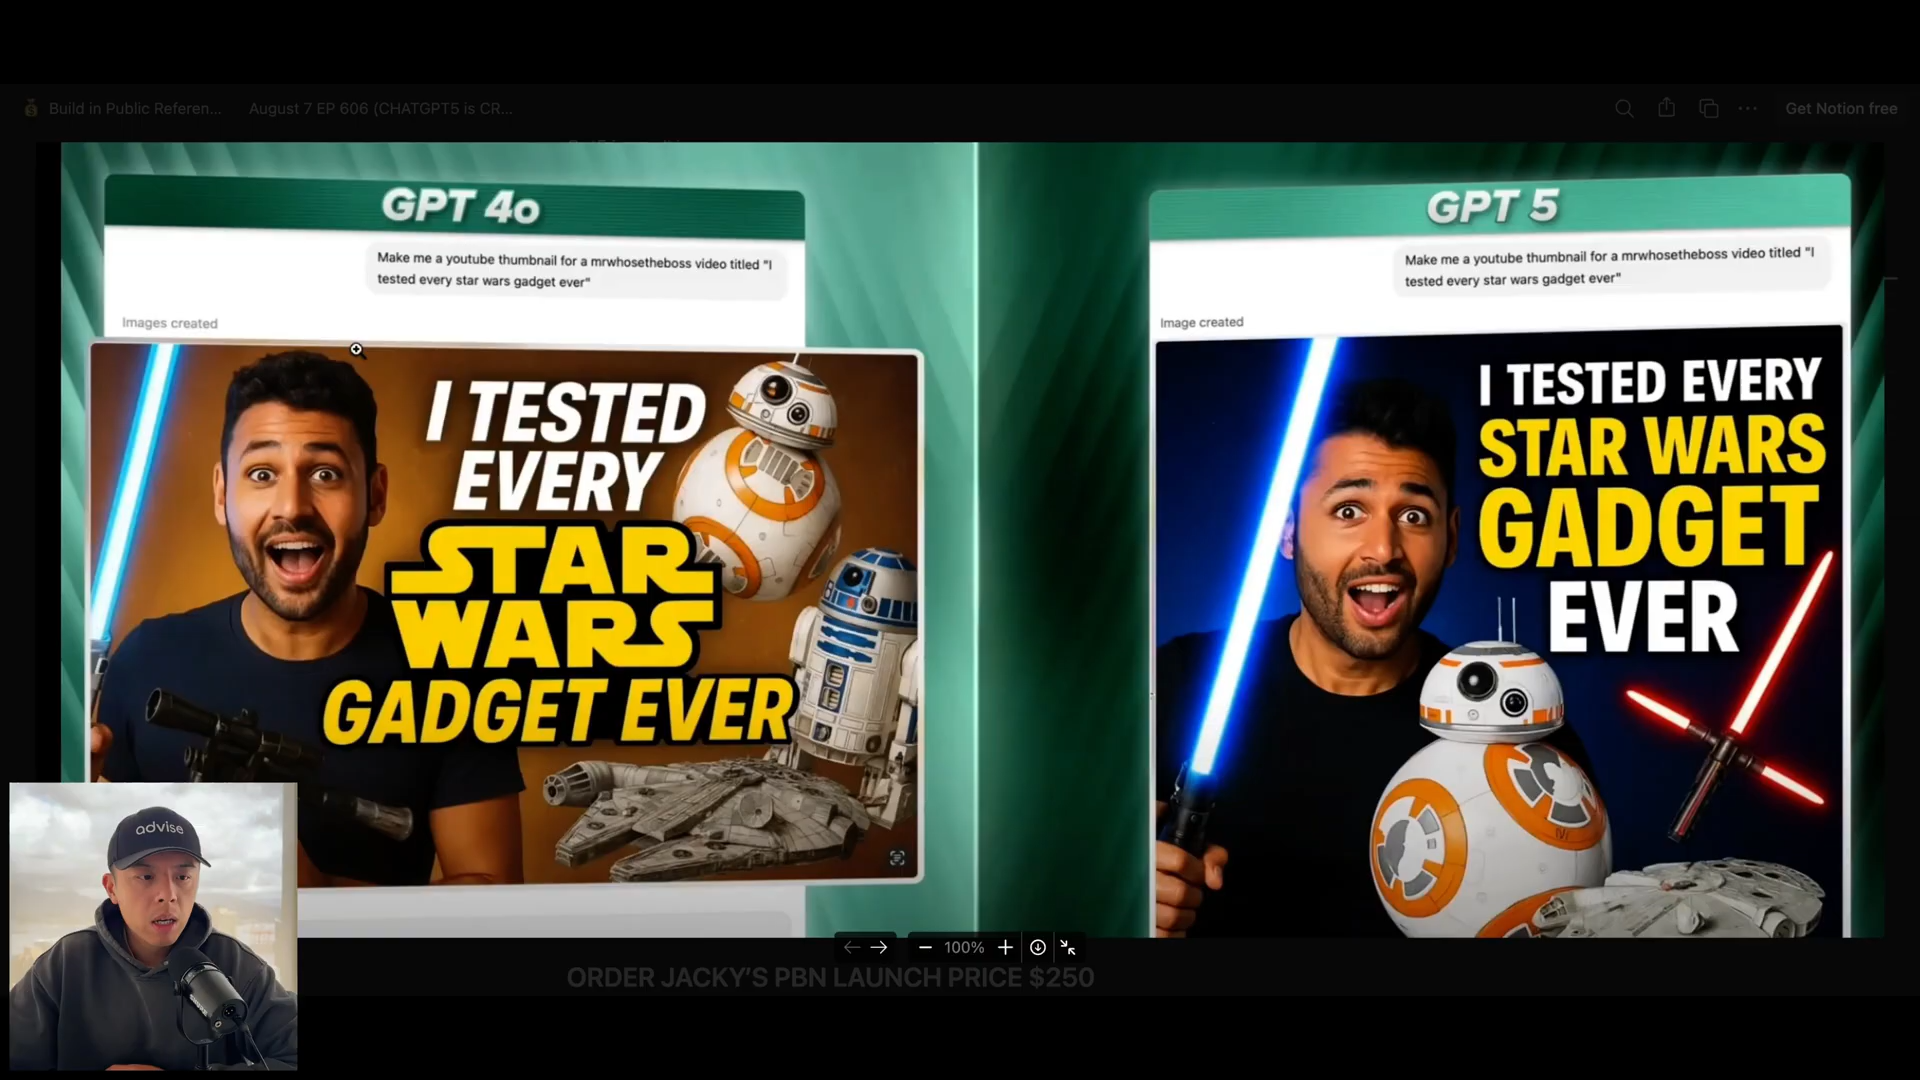 Build in Public Referen...
August 7 EP 606 (CHATGPT5 is CR...
Get Notion free
GPT 4o
Make me a youtube thumbnail for a mrwhosetheboss video titled "I
tested every star wars gadget ever"
Images created
I TESTED
EVERY
STAR
WARS
GADGET EVER
GPT 5
Make me a youtube thumbnail for a mrwhosetheboss video titled "I
tested every star wars gadget ever"
Image created
I TESTED EVERY
STAR WARS
GADGET
EVER
advise
100%
ORDER JACKY'S PBN LAUNCH PRICE $250